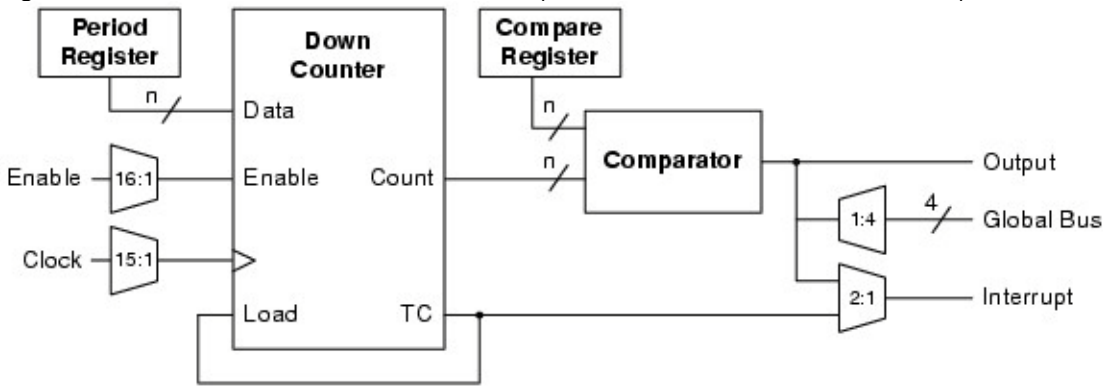 Period
Register
Down
Counter
Compare
Register
n
Data
n
Enable
16:1
Enable
Count
n
Comparator
Output
1:4
4
Global Bus
Clock
15:1
Load
TC
2:1
Interrupt